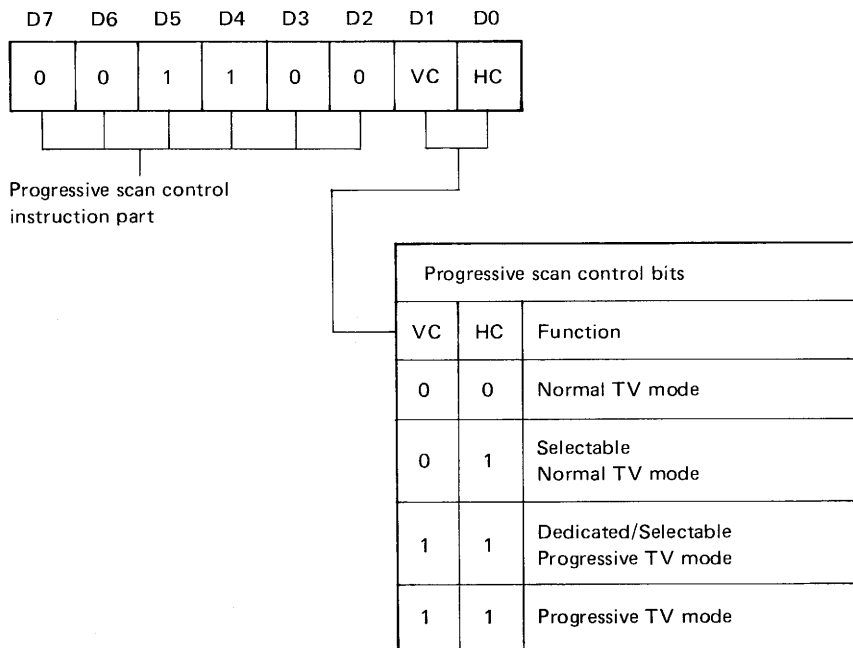 D7 D6 D5 D4 D3 D2 D1 D0
0 0 1 1 0 0 VC HC
Progressive scan control
instruction part
Progressive scan control bits
VC HC Function
0 0 Normal TV mode
0 1 Selectable
Normal TV mode
1 1 Dedicated/Selectable
Progressive TV mode
1 1 Progressive TV mode